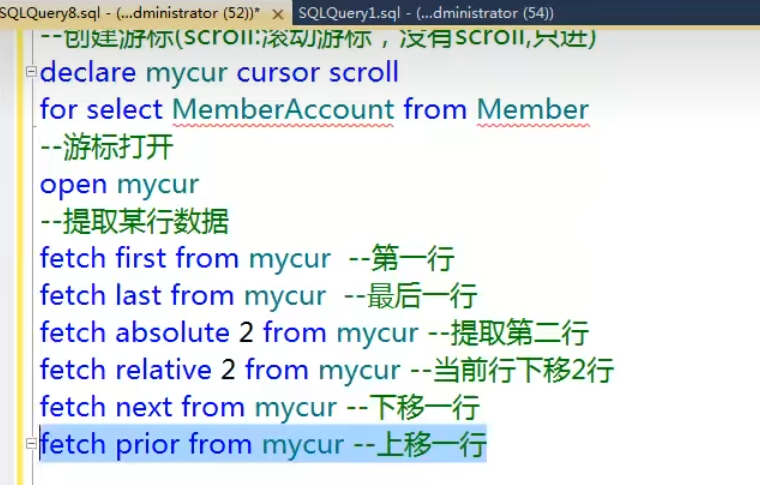 SQLQuery8.sql - (...dministrator (52))* × SQLQuery1.sql - (...dministrator (54))
--创建游标(scroll:滚动游标，没有scroll,只进)
declare mycur cursor scroll
for select MemberAccount from Member
--游标打开
open mycur
--提取某行数据
fetch first from mycur  --第一行
fetch last from mycur  --最后一行
fetch absolute 2 from mycur --提取第二行
fetch relative 2 from mycur --当前行下移2行
fetch next from mycur --下移一行
fetch prior from mycur --上移一行